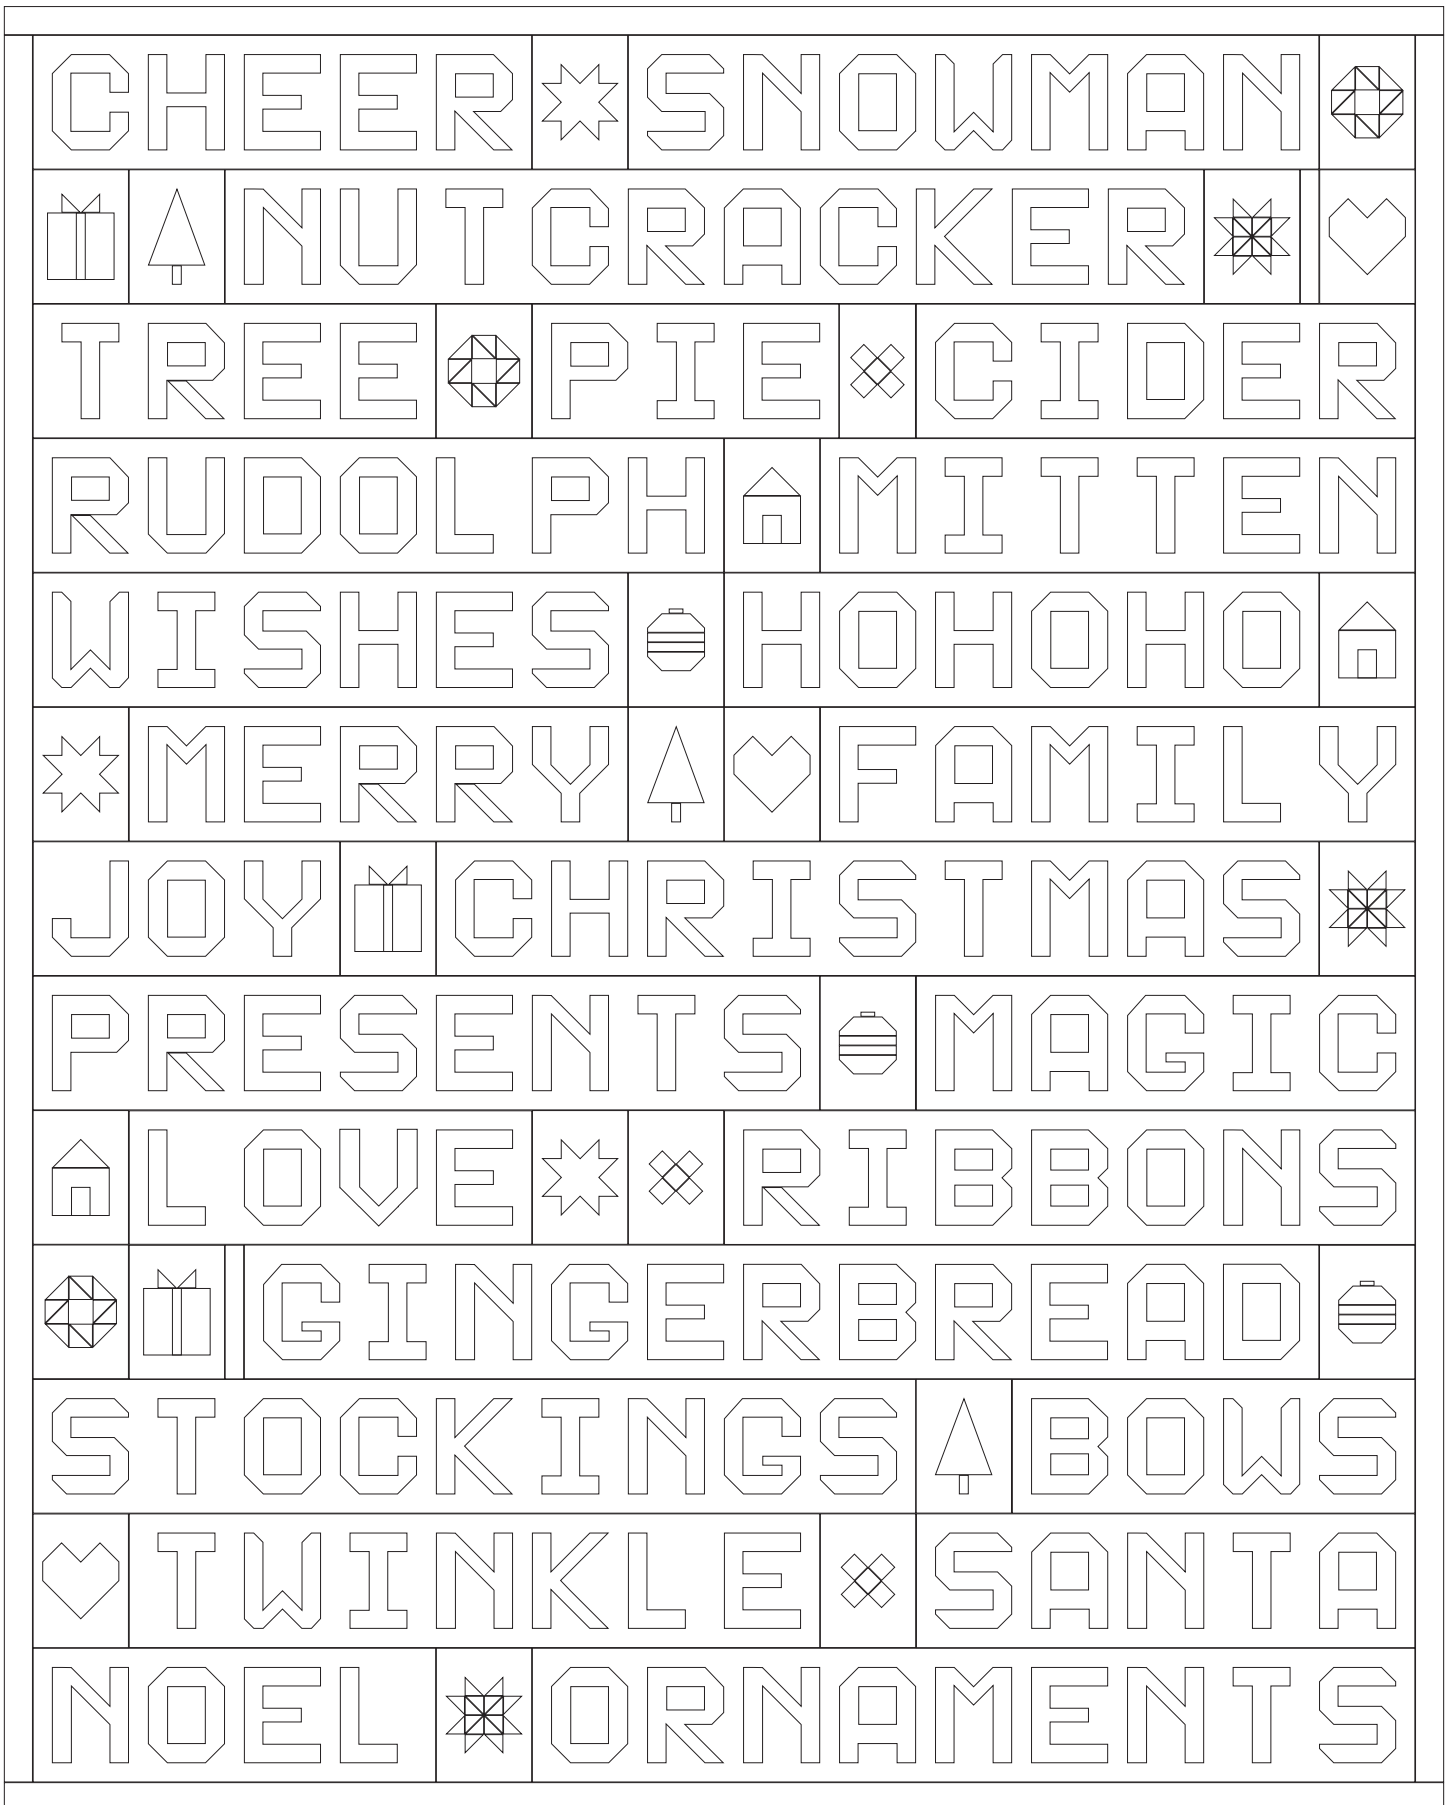 CHEER SNOWMAN
NUTCRACKER
TREE PIE CIDER
RUDOLPH MITTEN
WISHES HOHOHO
MERRY FAMILY
JOY CHRISTMAS
PRESENTS MAGIC
LOVE RIBBONS
GINGERBREAD
STOCKINGS BOWS
TWINKLE SANTA
NOEL ORNAMENTS